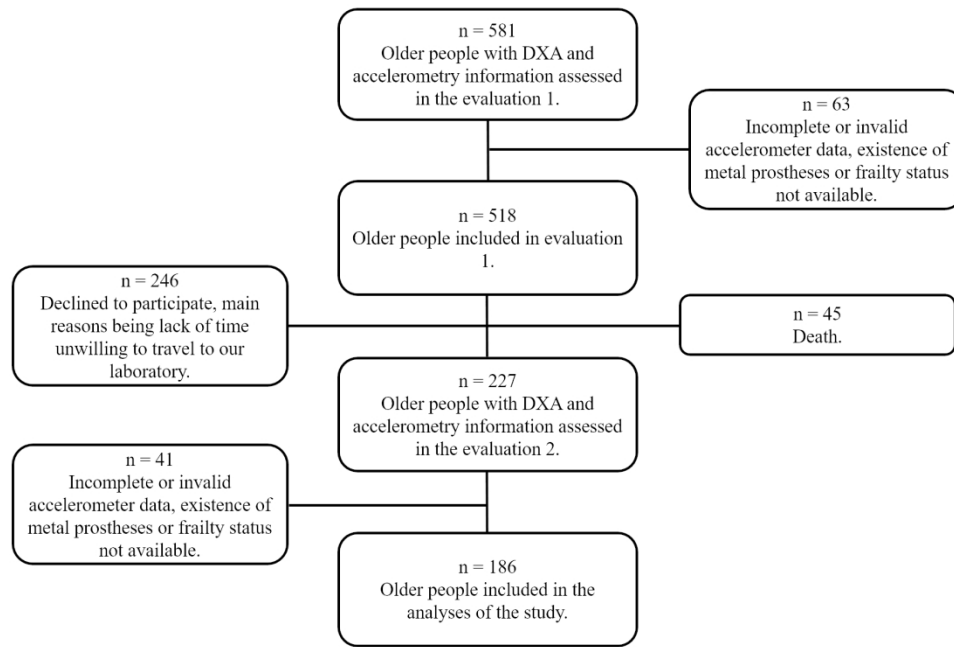 n = 581
Older people with DXA and
accelerometry information assessed
in the evaluation 1.
n = 63
Incomplete or invalid
accelerometer data, existence of
metal prostheses or frailty status
not available.
n = 518
Older people included in evaluation
1.
n = 246
Declined to participate, main
reasons being lack of time
unwilling to travel to our
laboratory.
n = 45
Death.
n = 227
Older people with DXA and
accelerometry information assessed
in the evaluation 2.
n = 41
Incomplete or invalid
accelerometer data, existence of
metal prostheses or frailty status
not available.
n = 186
Older people included in the
analyses of the study.